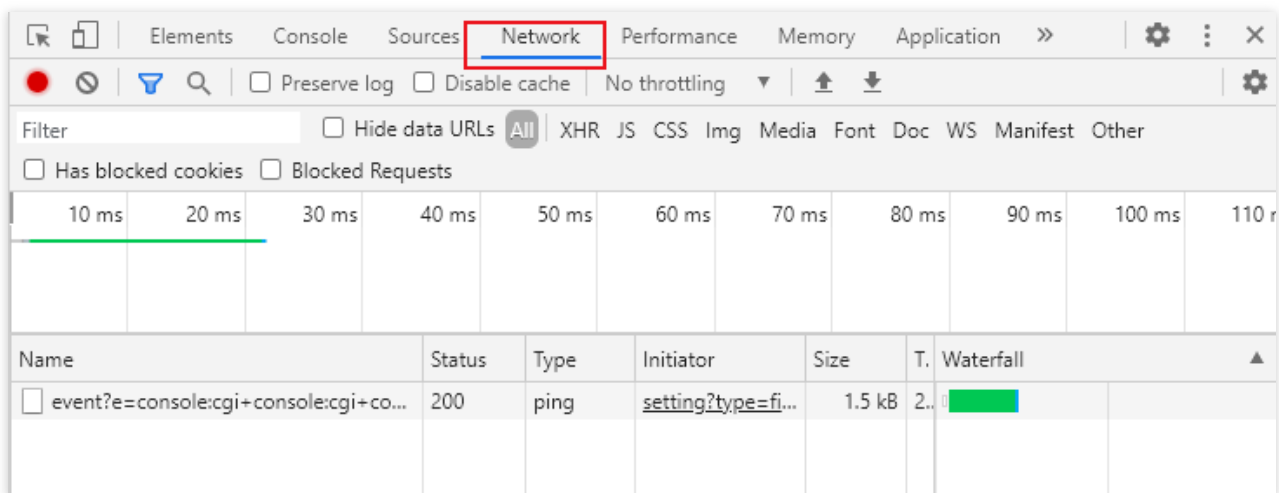 Elements Console Sources Network Performance Memory Application »
Preserve log Disable cache No throttling
Filter Hide data URLs All XHR JS CSS Img Media Font Doc WS Manifest Other
Has blocked cookies Blocked Requests
10 ms 20 ms 30 ms 40 ms 50 ms 60 ms 70 ms 80 ms 90 ms 100 ms 110
Name Status Type Initiator Size T. Waterfall
event?e=console:cgi+console:cgi+co... 200 ping setting?type=fi... 1.5 kB 2..